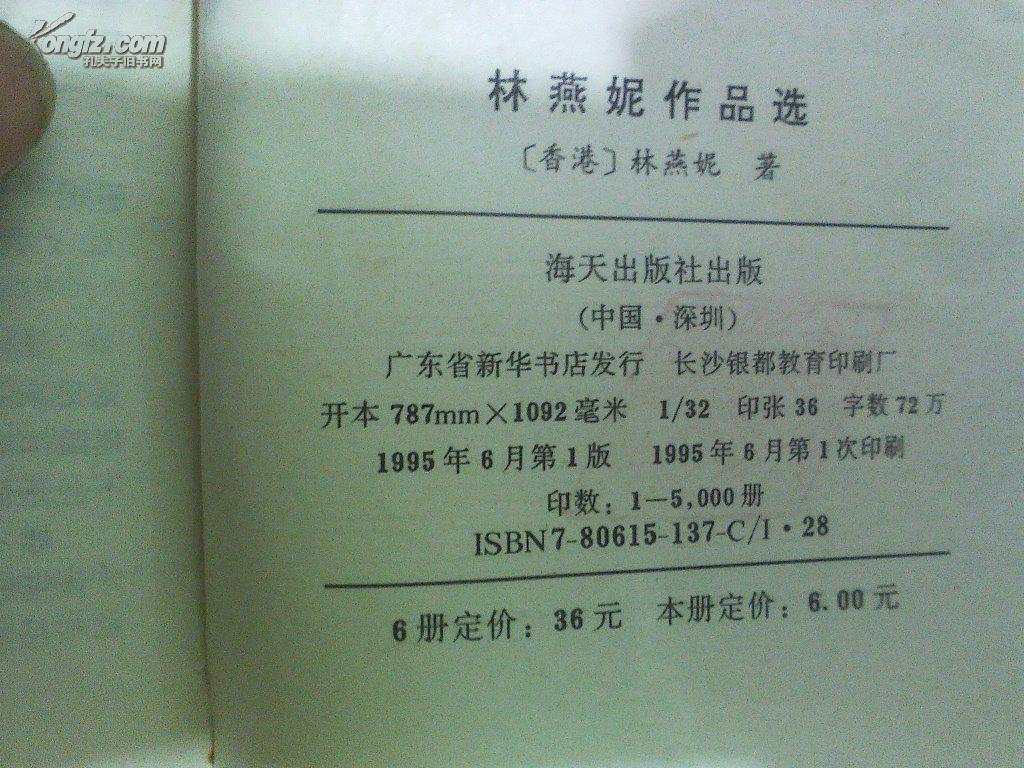 Kongfz.com
孔夫子旧书网
林燕妮作品选
〔香港〕林燕妮 著
海天出版社出版
(中国·深圳)
广东省新华书店发行 长沙银都教育印刷厂
开本 787mm×1092毫米 1/32 印张 36 字数 72万
1995年6月第1版 1995年6月第1次印刷
印数：1—5,000册
ISBN7-80615-137-C/I·28
6册定价：36元 本册定价：6.00元